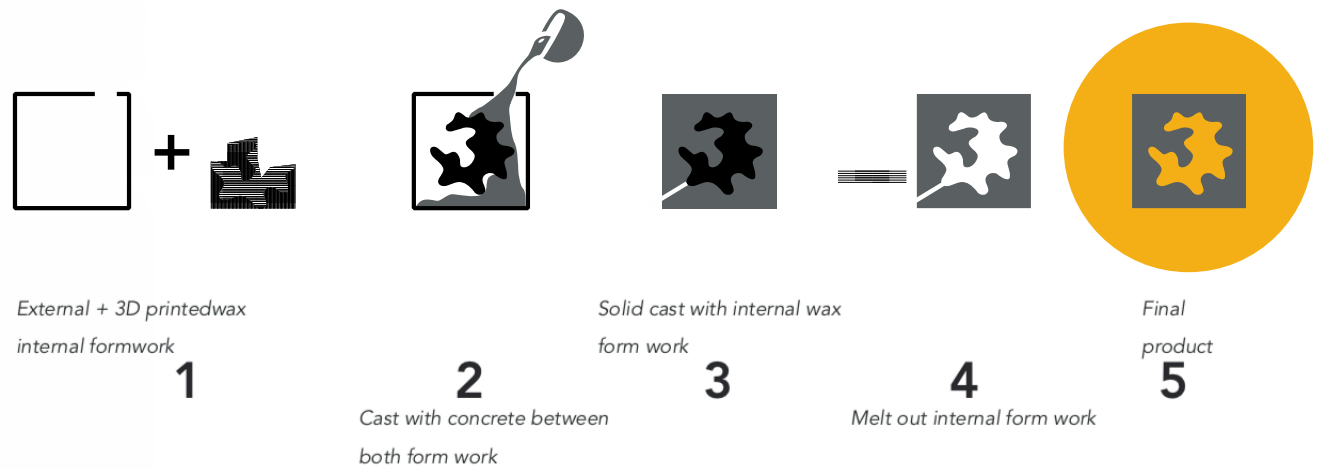 External + 3D printedwax
internal formwork
1
2
Cast with concrete between
both form work
Solid cast with internal wax
form work
3
4
Melt out internal form work
Final
product
5